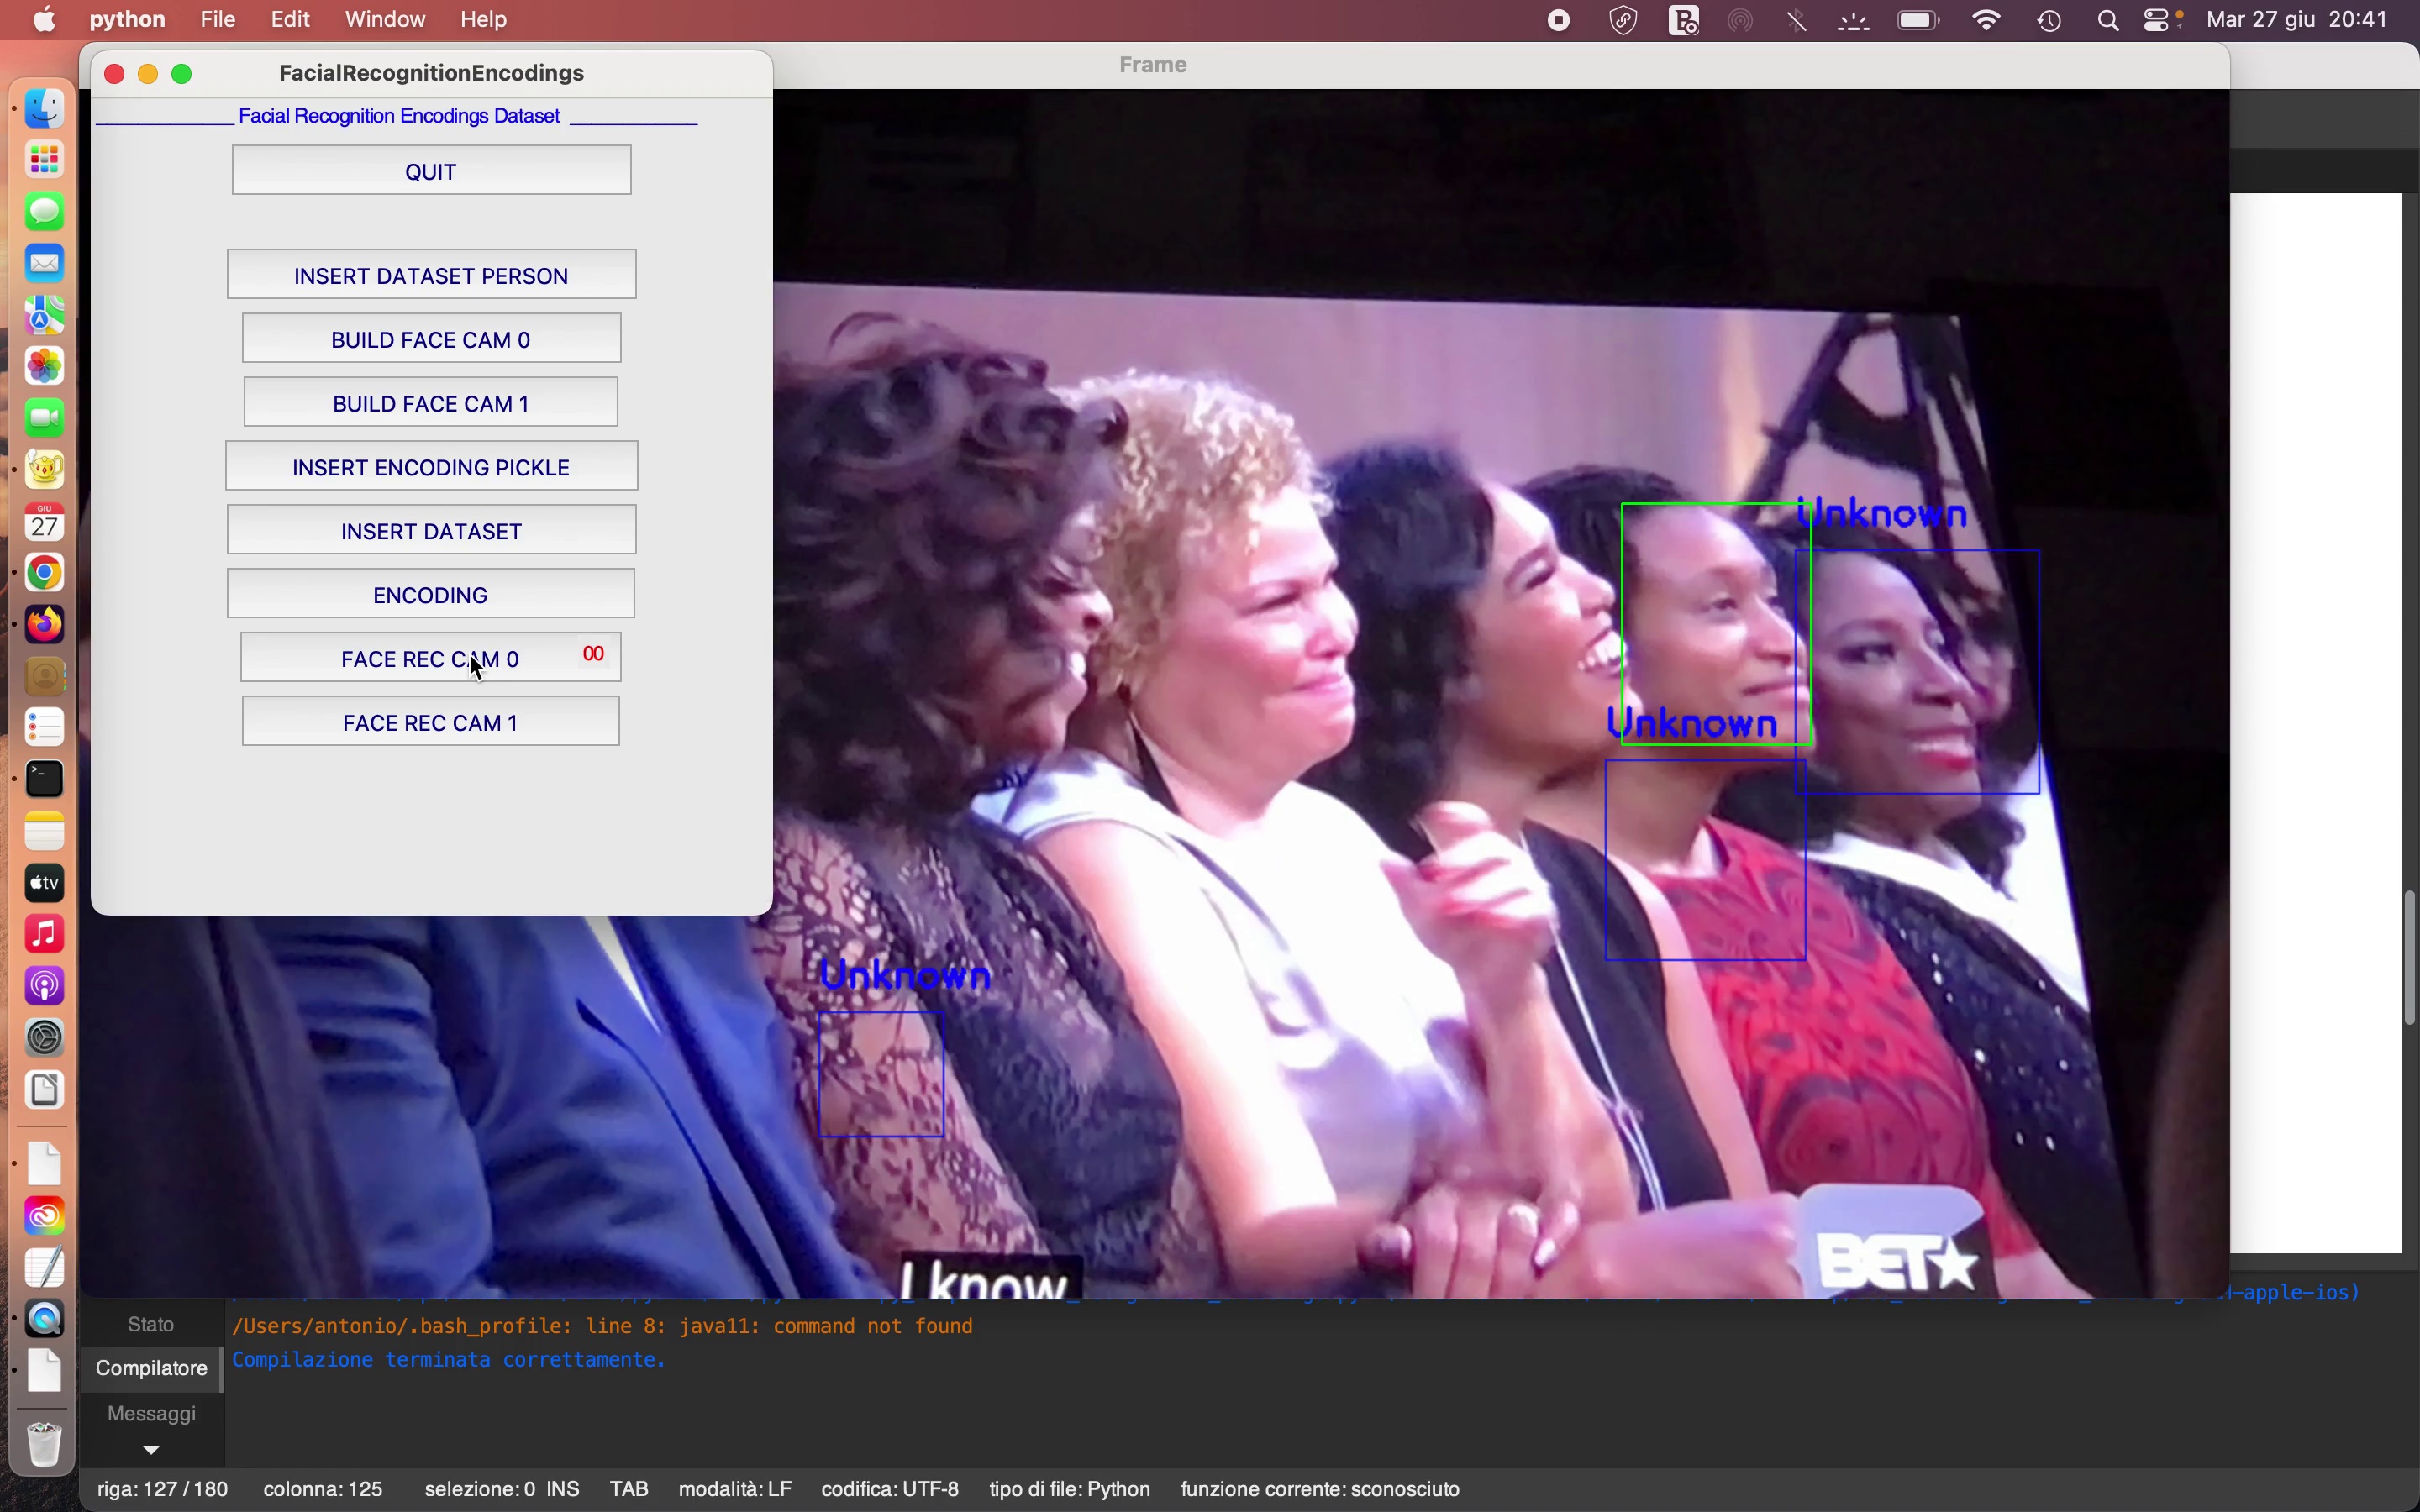 python File Edit Window Help Mar 27 giu 20:41
FacialRecognitionEncodings
Frame
Facial Recognition Encodings Dataset
QUIT
INSERT DATASET PERSON
BUILD FACE CAM 0
BUILD FACE CAM 1
INSERT ENCODING PICKLE
INSERT DATASET
ENCODING
FACE REC CAM 0 00
FACE REC CAM 1
GIU
27
tv
Unknown
Unknown
Unknown
I know
BET
-apple-ios)
Stato
/Users/antonio/.bash_profile: line 8: java11: command not found
Compilatore
Compilazione terminata correttamente.
Messaggi
riga: 127 / 180 colonna: 125 selezione: 0 INS TAB modalità: LF codifica: UTF-8 tipo di file: Python funzione corrente: sconosciuto